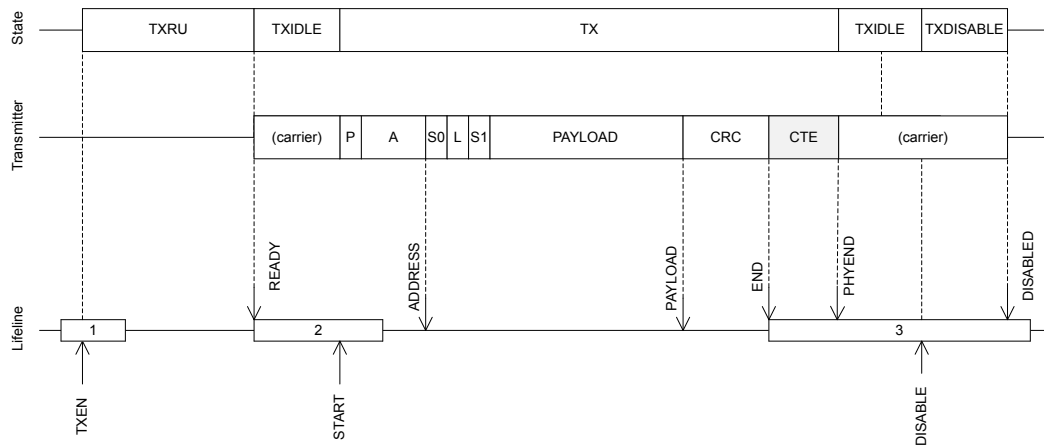 State
TXRU
TXIDLE
TX
TXIDLE
TXDISABLE
Transmitter
(carrier)
P
A
S0
L
S1
PAYLOAD
CRC
CTE
(carrier)
READY
ADDRESS
PAYLOAD
END
PHYEND
DISABLED
Lifeline
1
2
3
TXEN
START
DISABLE